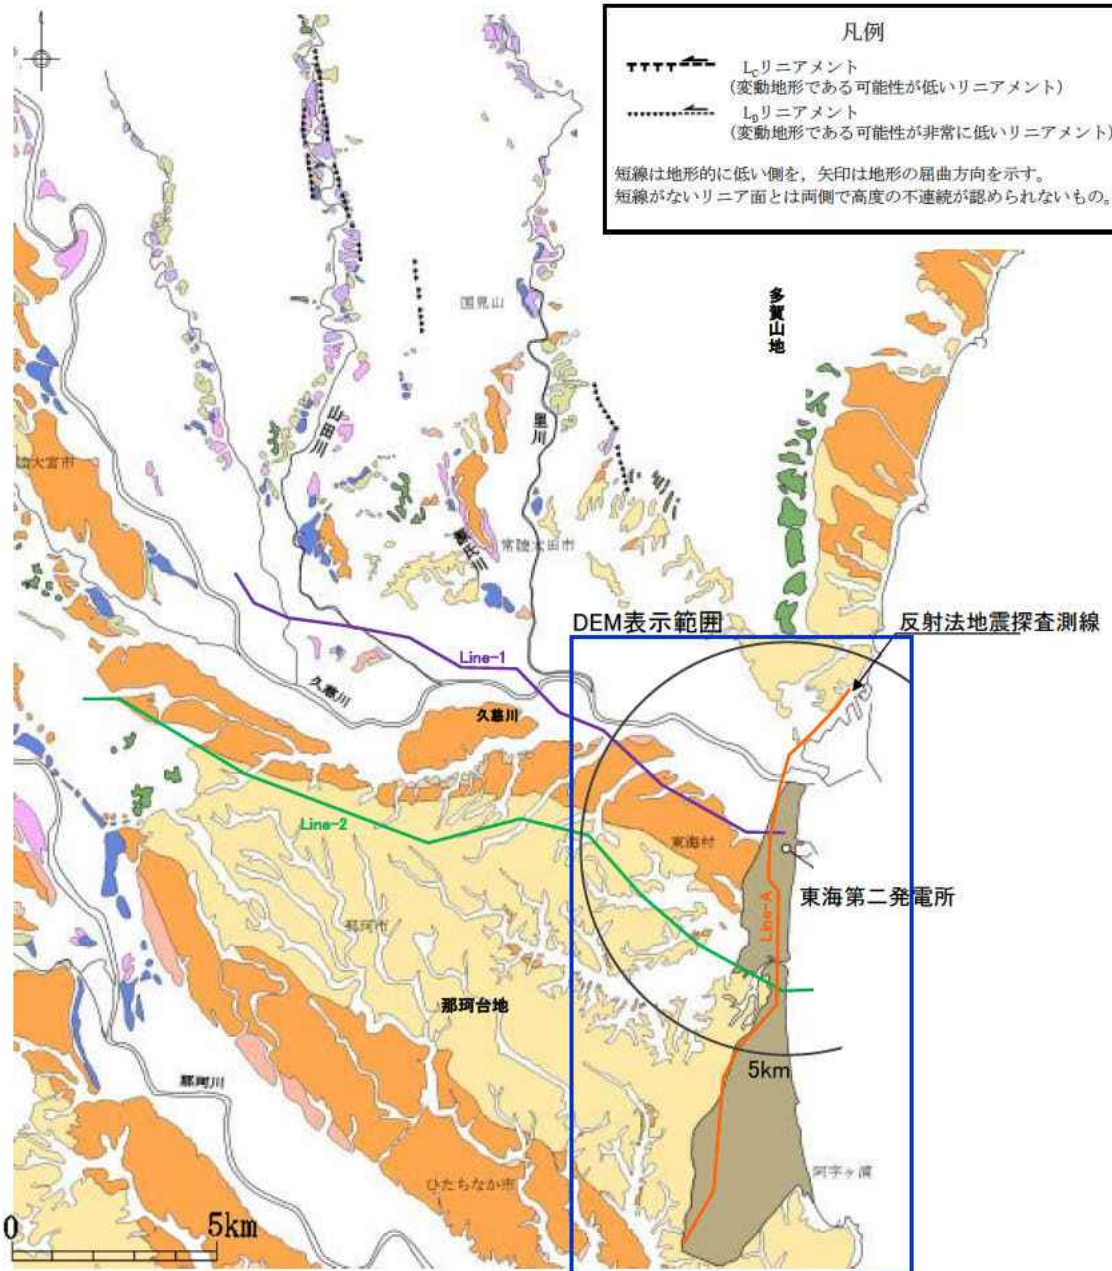 凡例
L_Cリニアメント
(変動地形である可能性が低いリニアメント)
L_Dリニアメント
(変動地形である可能性が非常に低いリニアメント)
短線は地形的に低い側を，矢印は地形の屈曲方向を示す。
短線がないリニア面とは両側で高度の不連続が認められないもの。
多賀山地
国見山
山田川
里川
大宮市
常陸太田市
DEM表示範囲
反射法地震探査測線
Line-1
久慈川
久慈川
Line-2
東海村
東海第二発電所
Line-A
那珂市
那珂台地
5km
那珂川
阿字ヶ浦
ひたちなか市
0
5km